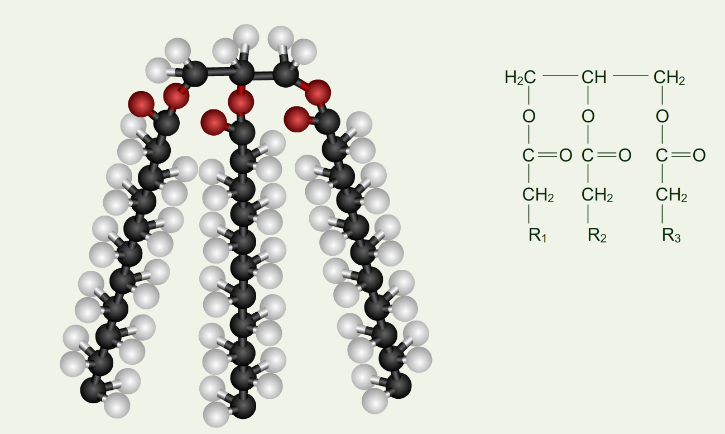 H₂C CH CH₂
O O O
C=O C=O C=O
CH₂ CH₂ CH₂
R₁ R₂ R₃